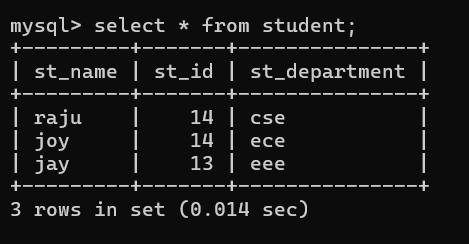 mysql> select * from student;
+---------+-------+---------------+
| st_name | st_id | st_department |
+---------+-------+---------------+
| raju    |    14 | cse           |
| joy     |    14 | ece           |
| jay     |    13 | eee           |
+---------+-------+---------------+
3 rows in set (0.014 sec)